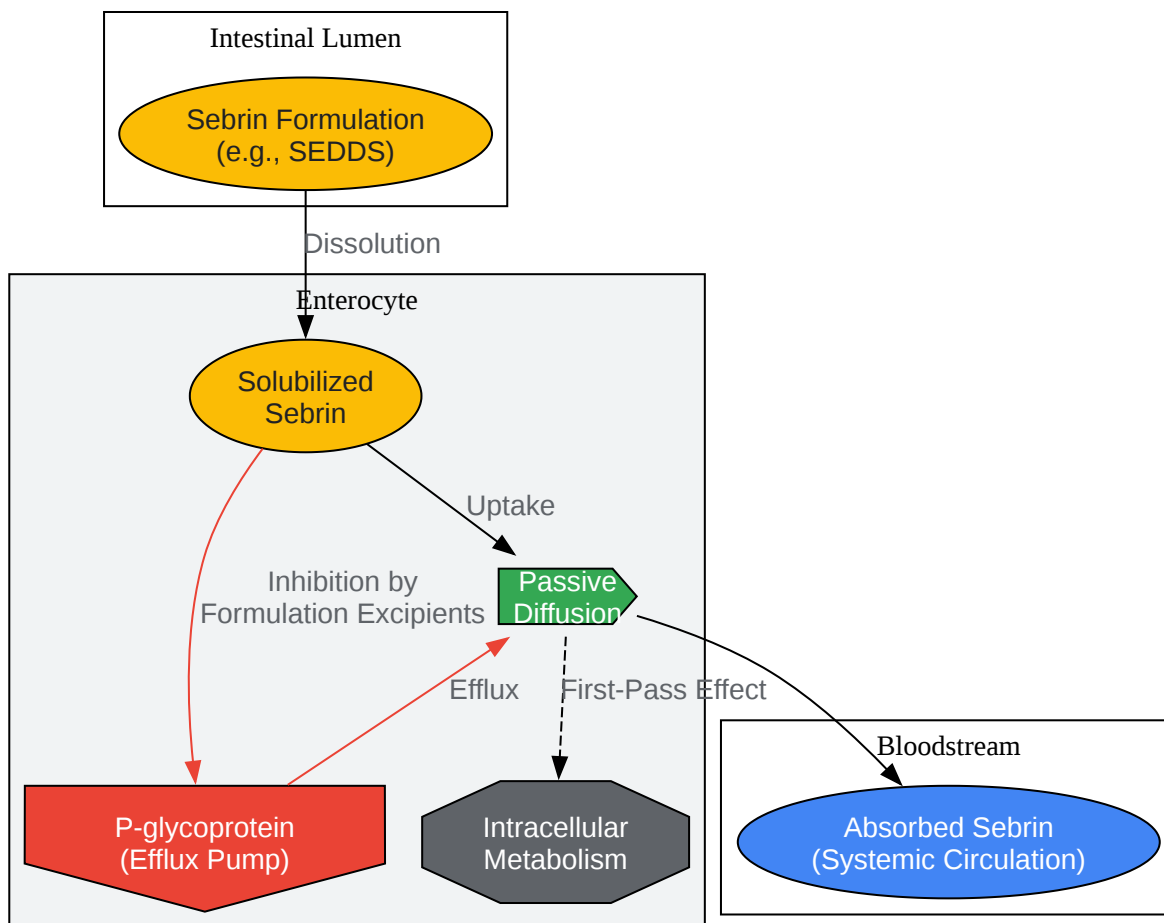 Intestinal Lumen
Sebrin Formulation
(e.g., SEDDS)
Dissolution
Enterocyte
Solubilized
Sebrin
Uptake
Inhibition by
Formulation Excipients
Passive
Diffusion
Efflux
First-Pass Effect
Bloodstream
P-glycoprotein
(Efflux Pump)
Intracellular
Metabolism
Absorbed Sebrin
(Systemic Circulation)